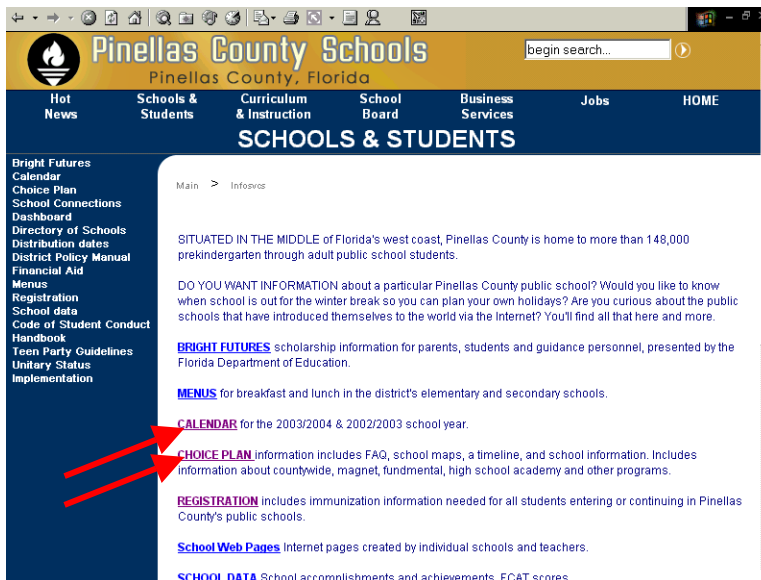 Pinellas County Schools
Pinellas County, Florida
begin search...
Hot News
Schools & Students
Curriculum & Instruction
School Board
Business Services
Jobs
HOME
SCHOOLS & STUDENTS
Bright Futures
Calendar
Choice Plan
School Connections
Dashboard
Directory of Schools
Distribution dates
District Policy Manual
Financial Aid
Menus
Registration
School data
Code of Student Conduct
Handbook
Teen Party Guidelines
Unitary Status
Implementation
Main > Infosvcs
SITUATED IN THE MIDDLE of Florida's west coast, Pinellas County is home to more than 148,000
prekindergarten through adult public school students.
DO YOU WANT INFORMATION about a particular Pinellas County public school? Would you like to know
when school is out for the winter break so you can plan your own holidays? Are you curious about the public
schools that have introduced themselves to the world via the Internet? You'll find all that here and more.
BRIGHT FUTURES scholarship information for parents, students and guidance personnel, presented by the
Florida Department of Education.
MENUS for breakfast and lunch in the district's elementary and secondary schools.
CALENDAR for the 2003/2004 & 2002/2003 school year.
CHOICE PLAN information includes FAQ, school maps, a timeline, and school information. Includes
information about countywide, magnet, fundmental, high school academy and other programs.
REGISTRATION includes immunization information needed for all students entering or continuing in Pinellas
County's public schools.
School Web Pages Internet pages created by individual schools and teachers.
SCHOOL DATA School accomplishments and achievements, FCAT scores